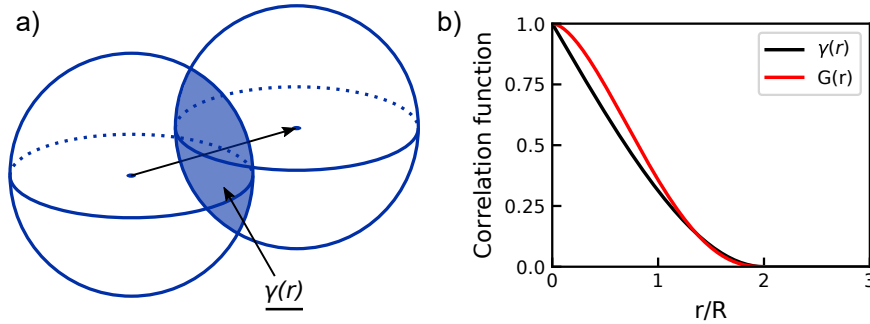 a)
γ(r)
b)
Correlation function
1.0
0.75
0.5
0.25
0.0
0
1
2
3
r/R
γ(r)
G(r)